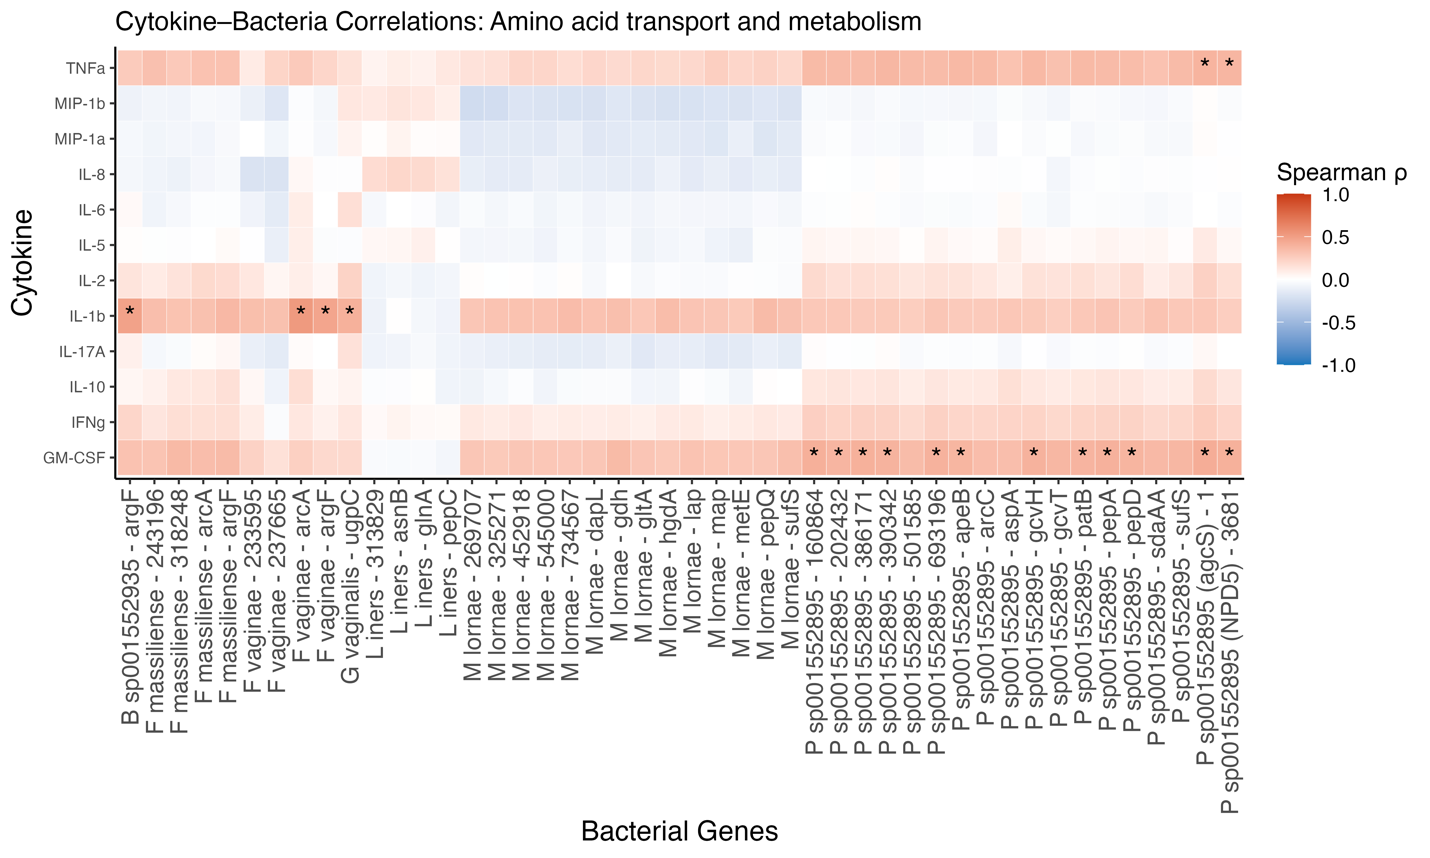 Cytokine–Bacteria Correlations: Amino acid transport and metabolism
Cytokine
TNFa
MIP-1b
MIP-1a
IL-8
IL-6
IL-5
IL-2
IL-1b
IL-17A
IL-10
IFNg
GM-CSF
* *
* * * *
* * * * * * * * * * * *
B sp001552935 - argF
F massiliense - 243196
F massiliense - 318248
F massiliense - arcA
F massiliense - argF
F vaginae - 233595
F vaginae - 237665
F vaginae - arcA
F vaginae - argF
G vaginalis - ugpC
L iners - 313829
L iners - asnB
L iners - glnA
L iners - pepC
M lornae - 269707
M lornae - 325271
M lornae - 452918
M lornae - 545000
M lornae - 734567
M lornae - dapL
M lornae - gdh
M lornae - gltA
M lornae - hgdA
M lornae - lap
M lornae - map
M lornae - metE
M lornae - pepQ
M lornae - sufS
P sp001552895 - 160864
P sp001552895 - 202432
P sp001552895 - 386171
P sp001552895 - 390342
P sp001552895 - 501585
P sp001552895 - 693196
P sp001552895 - apeB
P sp001552895 - arcC
P sp001552895 - aspA
P sp001552895 - gcvH
P sp001552895 - gcvT
P sp001552895 - patB
P sp001552895 - pepA
P sp001552895 - pepD
P sp001552895 - sdaAA
P sp001552895 - sufS
P sp001552895 (agcS) - 1
P sp001552895 (NPD5) - 3681
Bacterial Genes
Spearman ρ
1.0
0.5
0.0
-0.5
-1.0